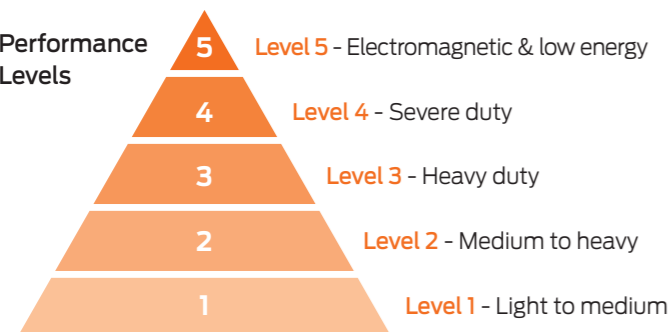 Performance
Levels
5
Level 5 - Electromagnetic & low energy
4
Level 4 - Severe duty
3
Level 3 - Heavy duty
2
Level 2 - Medium to heavy
1
Level 1 - Light to medium